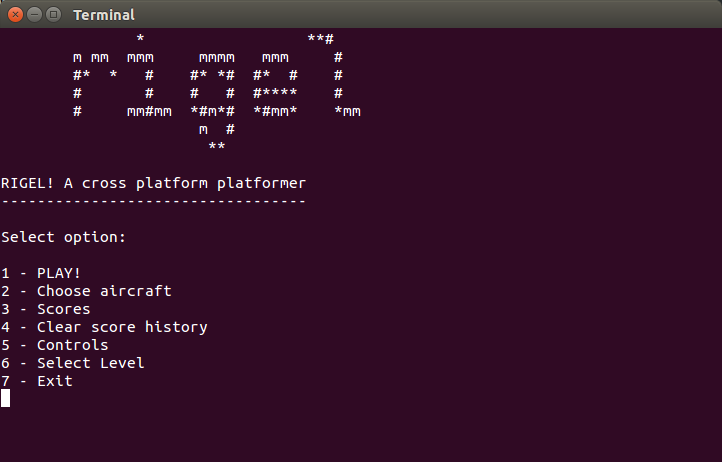 Terminal
                *                  **#
        m mm  mmm     mmmm   mmm     #
        #*  *   #    #* *#  #*  #    #
        #       #    #   #  #****    #
        #     mm#mm  *#m*#  *#mm*    *mm
                      m  #
                       **
RIGEL! A cross platform platformer
----------------------------------
Select option:
1 - PLAY!
2 - Choose aircraft
3 - Scores
4 - Clear score history
5 - Controls
6 - Select Level
7 - Exit